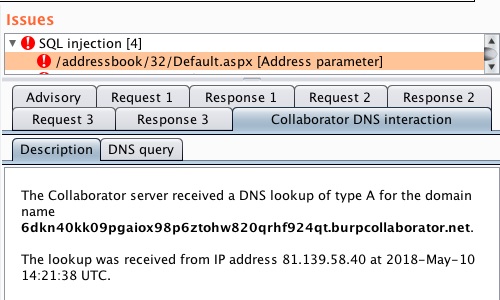 Issues
SQL injection [4]
/addressbook/32/Default.aspx [Address parameter]
Advisory Request 1 Response 1 Request 2 Response 2
Request 3 Response 3 Collaborator DNS interaction
Description DNS query
The Collaborator server received a DNS lookup of type A for the domain
name
6dkn40kk09pgaiox98p6ztohw820qrhf924qt.burpcollaborator.net.
The lookup was received from IP address 81.139.58.40 at 2018-May-10
14:21:38 UTC.